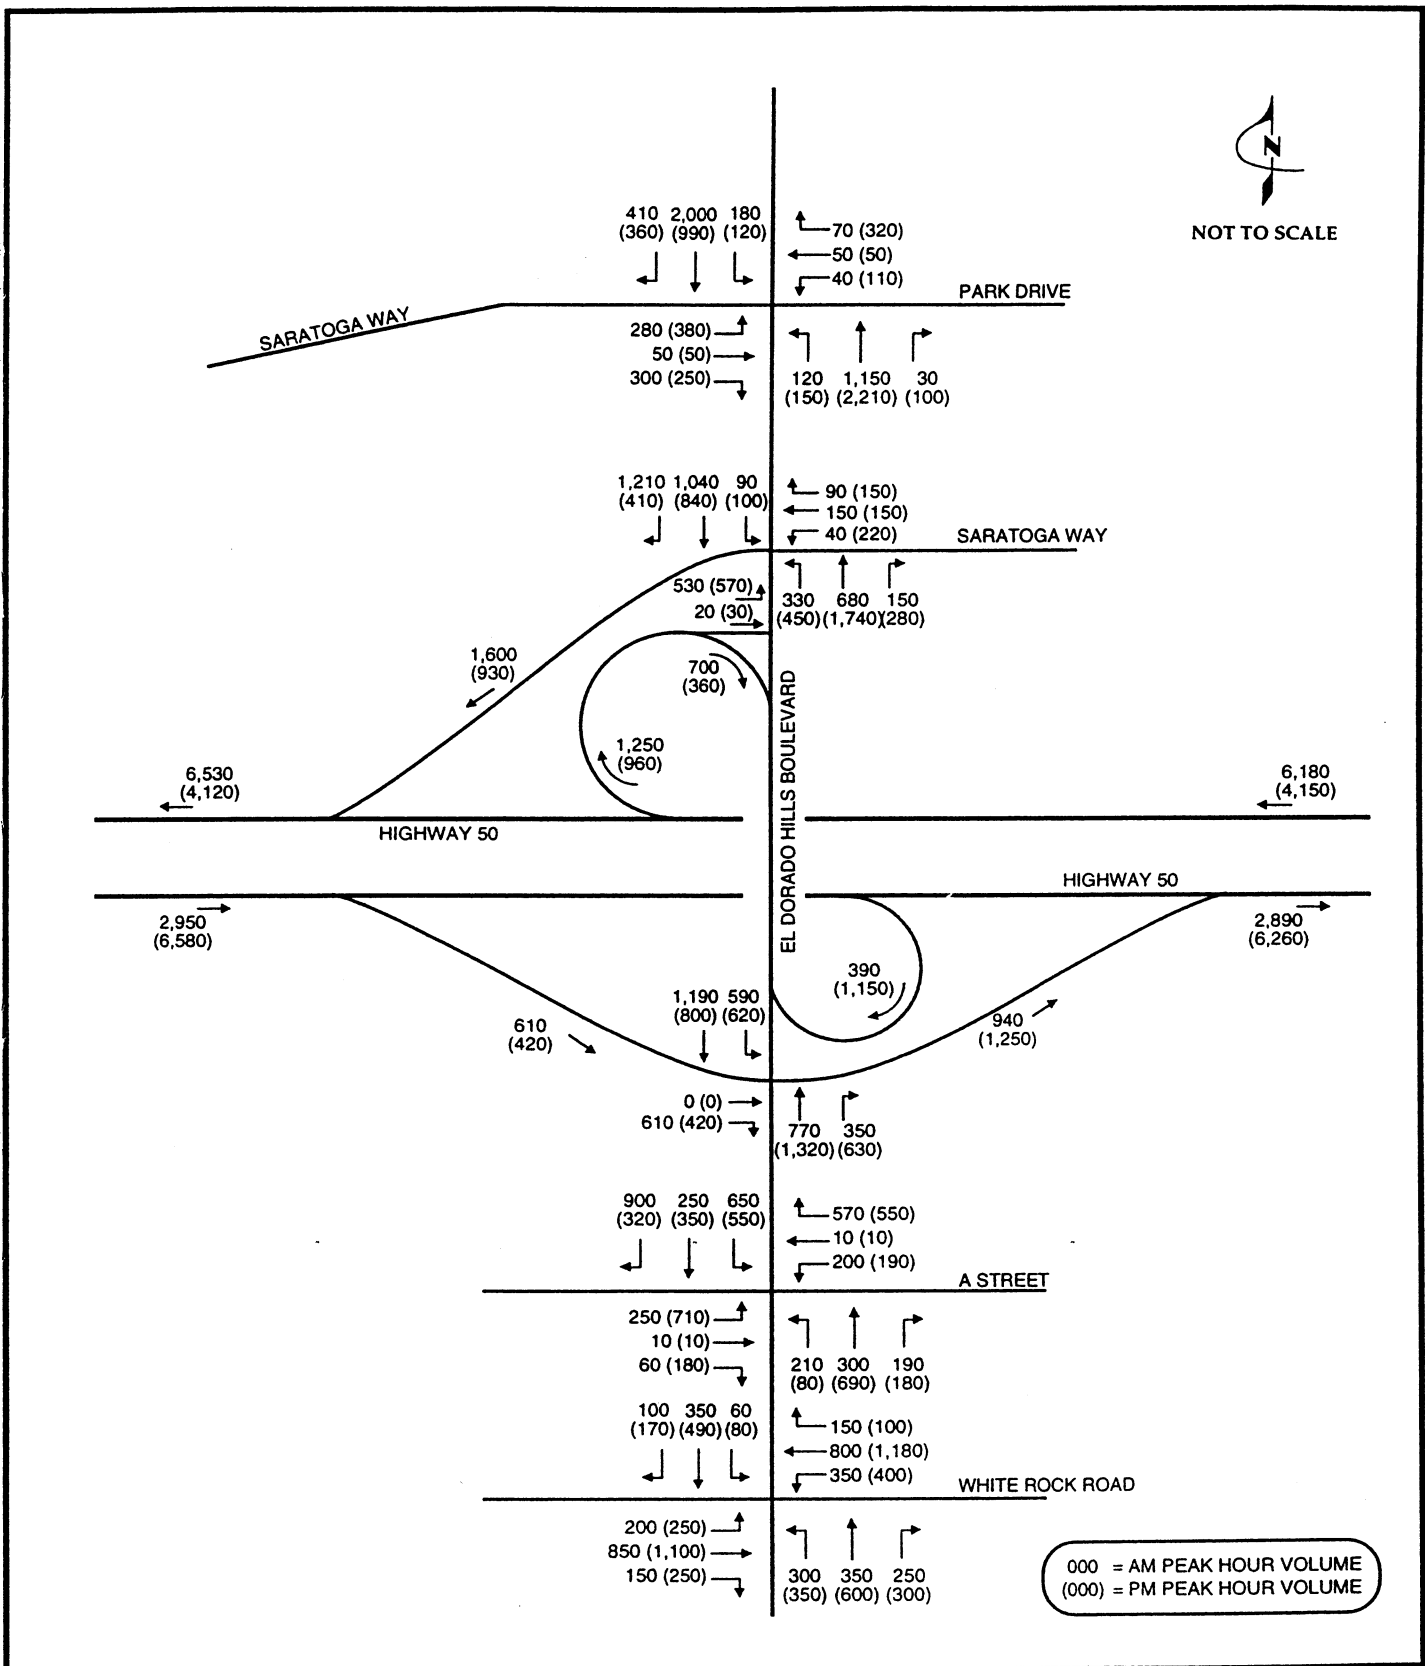 N
NOT TO SCALE
410 2,000 180
(360) (990) (120)
70 (320)
50 (50)
40 (110)
PARK DRIVE
SARATOGA WAY
280 (380)
50 (50)
300 (250)
120 1,150 30
(150) (2,210) (100)
1,210 1,040 90
(410) (840) (100)
90 (150)
150 (150)
40 (220)
SARATOGA WAY
530 (570)
20 (30)
330 680 150
(450) (1,740) (280)
1,600
(930)
700
(360)
1,250
(960)
EL DORADO HILLS BOULEVARD
6,530
(4,120)
6,180
(4,150)
HIGHWAY 50
HIGHWAY 50
2,950
(6,580)
2,890
(6,260)
390
(1,150)
1,190 590
(800) (620)
610
(420)
940
(1,250)
0 (0)
610 (420)
770 350
(1,320) (630)
900 250 650
(320) (350) (550)
570 (550)
10 (10)
200 (190)
A STREET
250 (710)
10 (10)
60 (180)
210 300 190
(80) (690) (180)
100 350 60
(170) (490) (80)
150 (100)
800 (1,180)
350 (400)
WHITE ROCK ROAD
200 (250)
850 (1,100)
150 (250)
300 350 250
(350) (600) (300)
000 = AM PEAK HOUR VOLUME
(000) = PM PEAK HOUR VOLUME